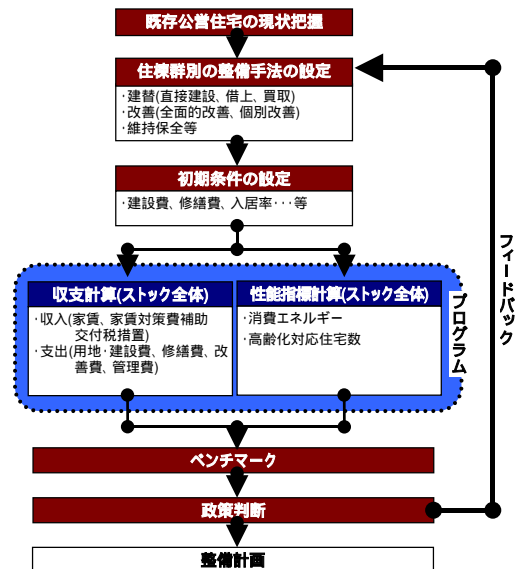 既存公営住宅の現状把握
住棟群別の整備手法の設定
･建替(直接建設、借上、買取)
･改善(全面的改善、個別改善)
･維持保全等
初期条件の設定
･建設費、修繕費、入居率･･･等
収支計算(ストック全体)
･収入(家賃、家賃対策費補助
交付税措置)
･支出(用地･建設費、修繕費、改
善費、管理費)
性能指標計算(ストック全体)
･消費エネルギー
･高齢化対応住宅数
プログラム
フィードバック
ベンチマーク
政策判断
整備計画